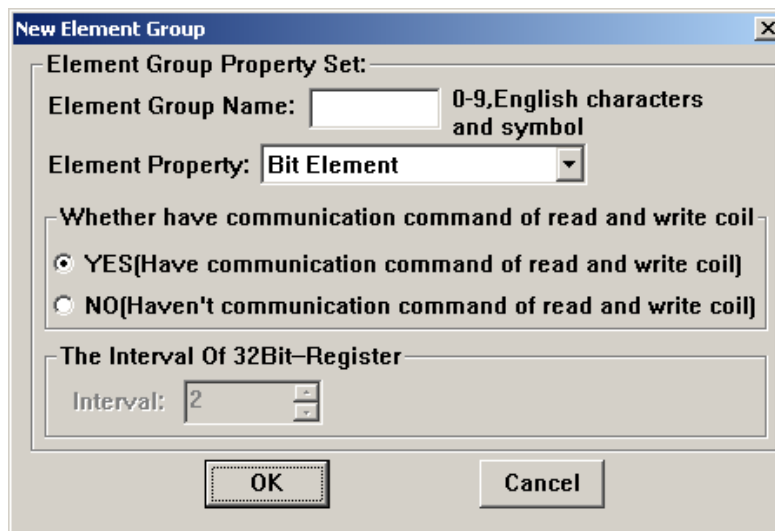 New Element Group
Element Group Property Set:
Element Group Name:
0-9,English characters
and symbol
Element Property: Bit Element
Whether have communication command of read and write coil
YES(Have communication command of read and write coil)
NO(Haven't communication command of read and write coil)
The Interval Of 32Bit-Register
Interval: 2
OK Cancel